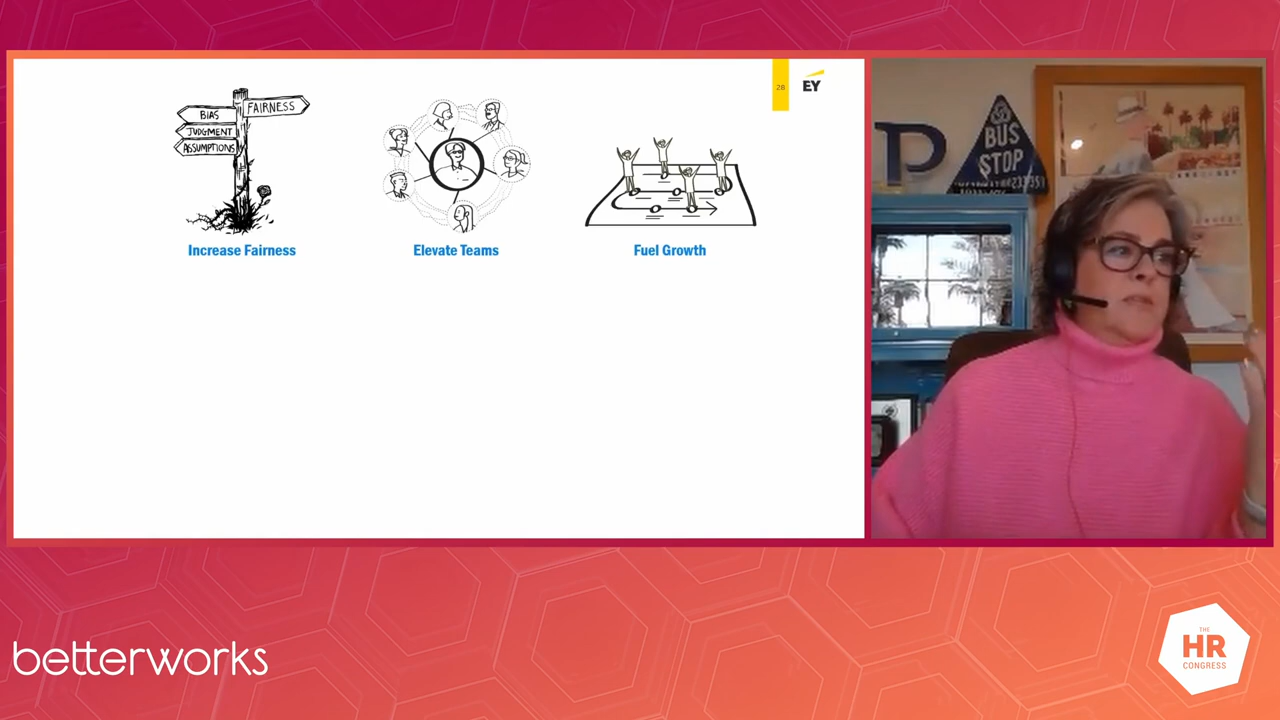 BIAS
FAIRNESS
JUDGMENT
ASSUMPTIONS
Increase Fairness
Elevate Teams
Fuel Growth
28
EY
P
BUS
STOP
betterworks
THE
HR
CONGRESS